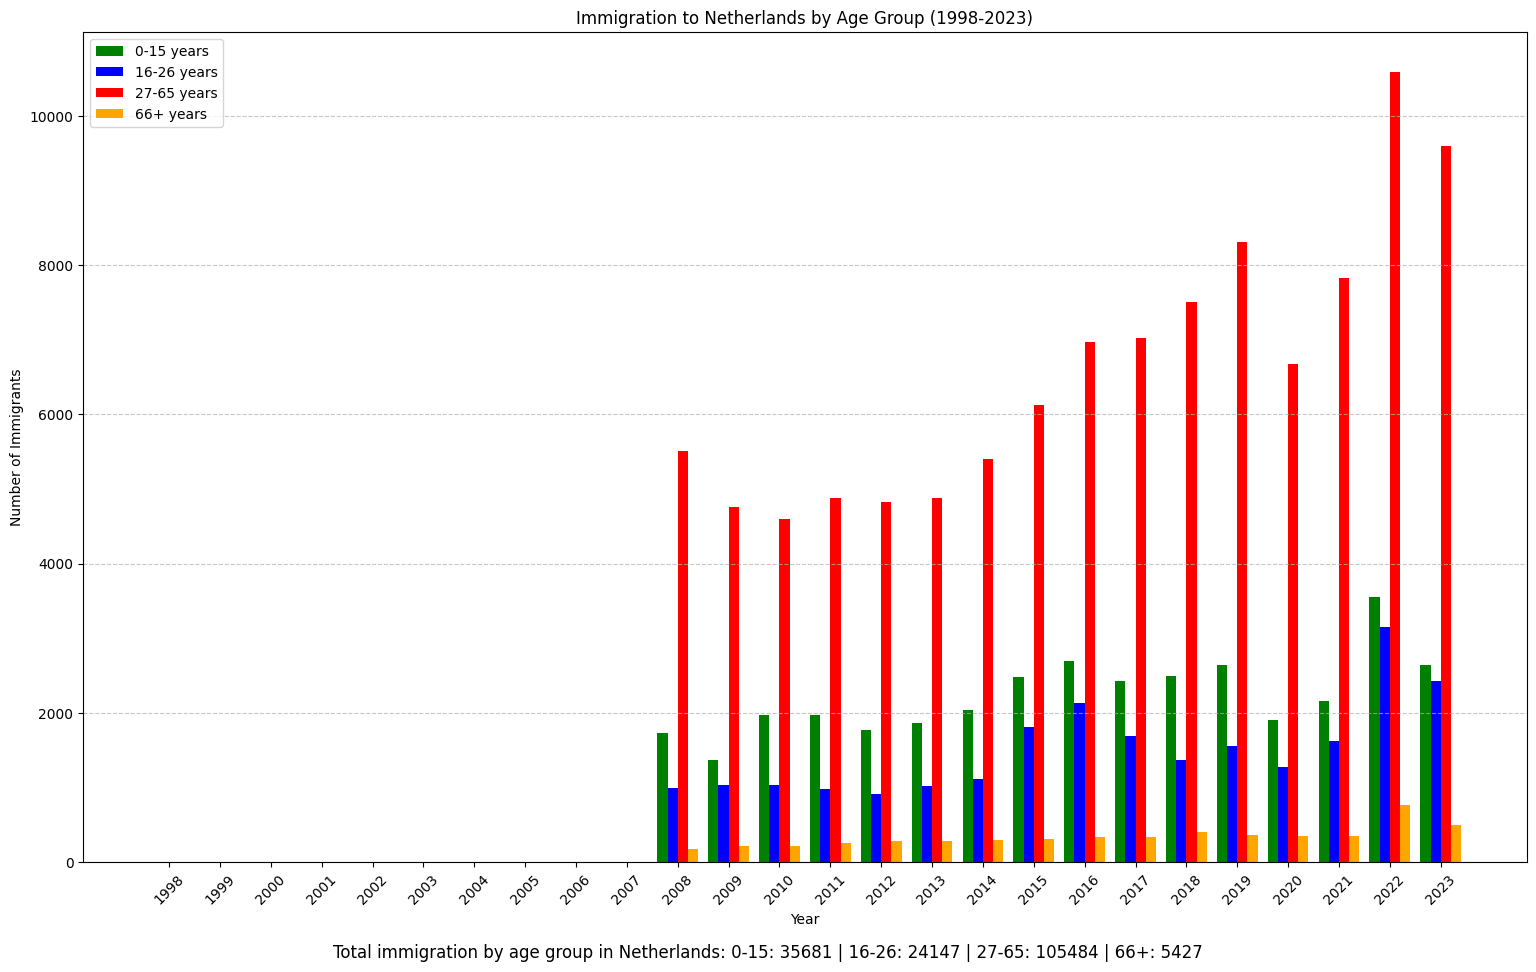 Immigration to Netherlands by Age Group (1998-2023)
0-15 years
16-26 years
27-65 years
66+ years
Number of Immigrants
10000
8000
6000
4000
2000
0
1998 1999 2000 2001 2002 2003 2004 2005 2006 2007 2008 2009 2010 2011 2012 2013 2014 2015 2016 2017 2018 2019 2020 2021 2022 2023
Year
Total immigration by age group in Netherlands: 0-15: 35681 | 16-26: 24147 | 27-65: 105484 | 66+: 5427